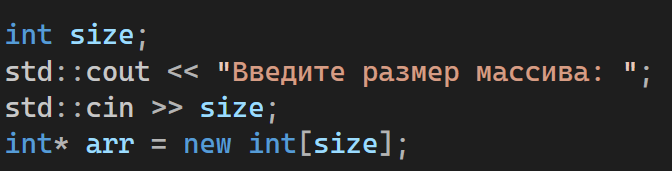 int size;
std::cout << "Введите размер массива: ";
std::cin >> size;
int* arr = new int[size];